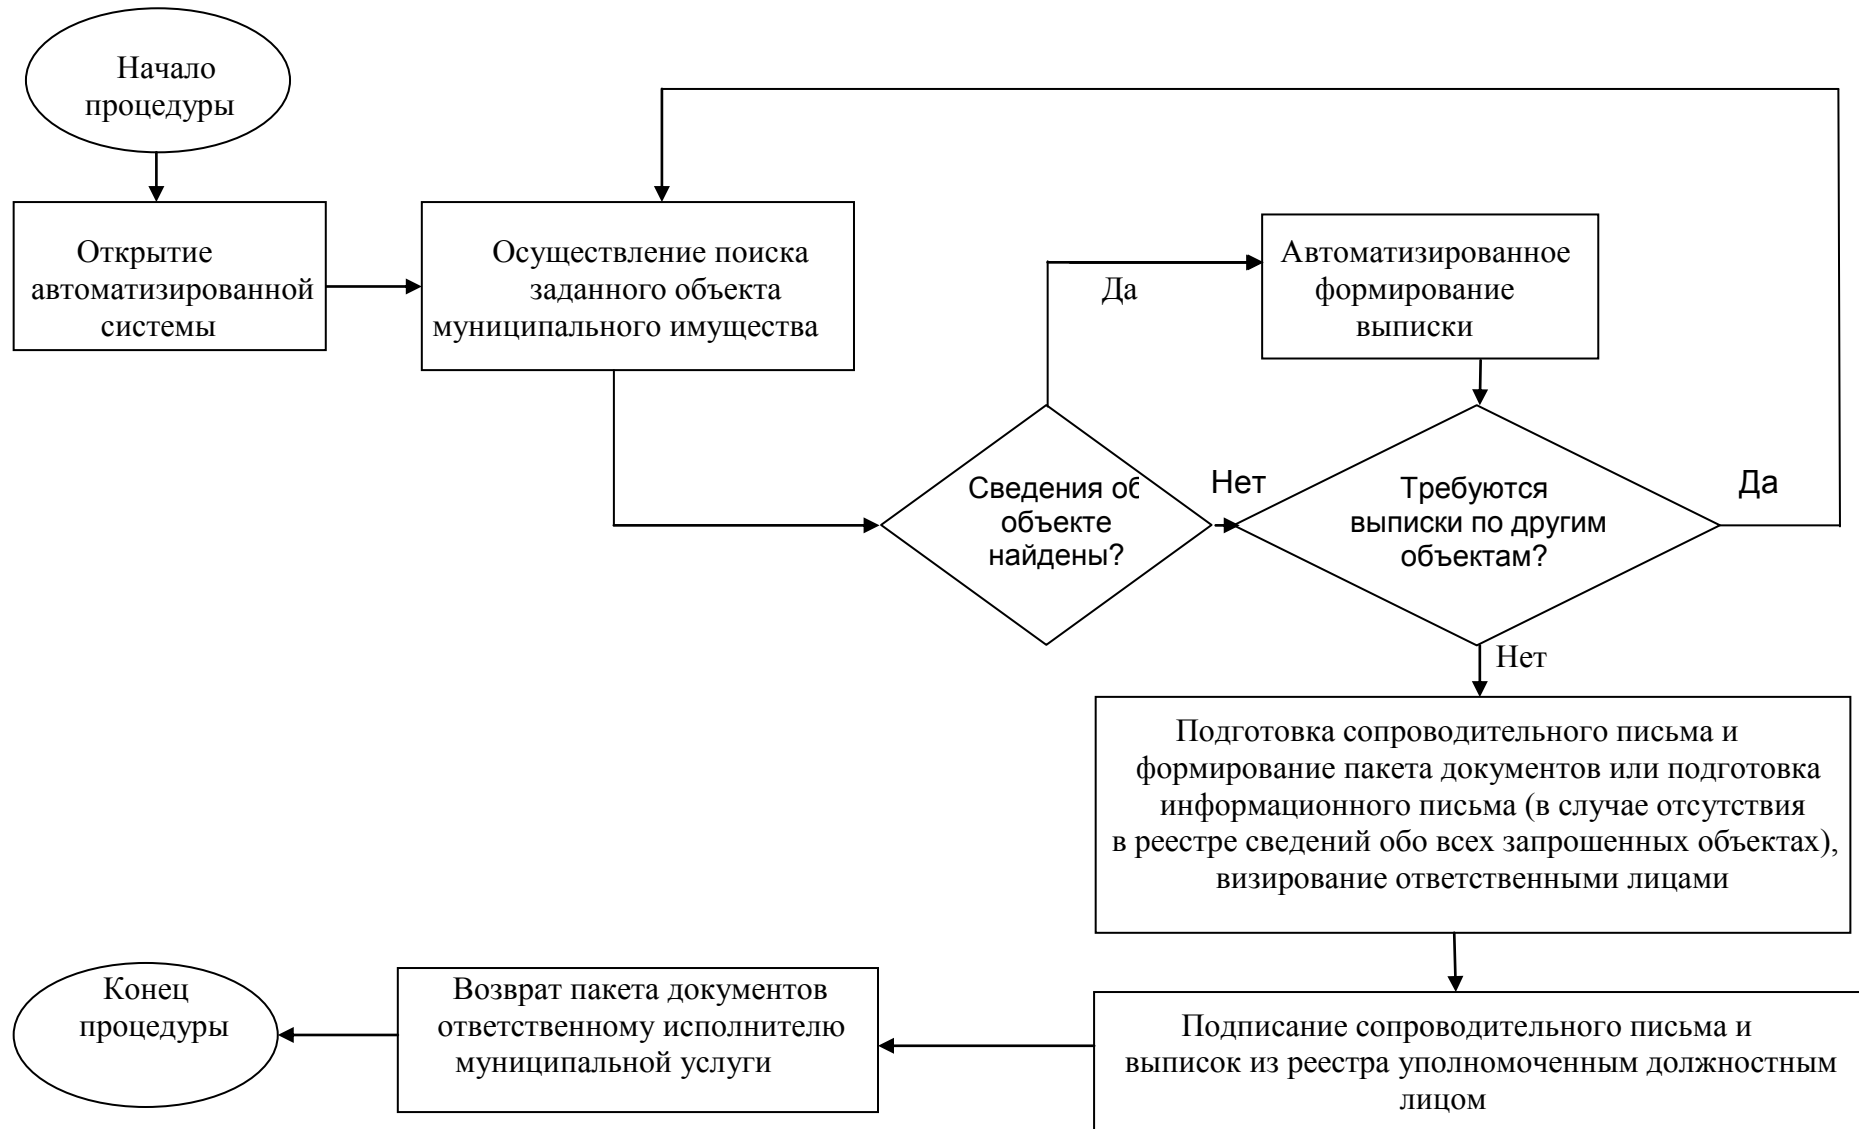 Начало
процедуры
Открытие
автоматизированной
системы
Осуществление поиска
заданного объекта
муниципального имущества
Да
Автоматизированное
формирование
выписки
Сведения об
объекте
найдены?
Нет
Требуются
выписки по другим
объектам?
Да
Нет
Подготовка сопроводительного письма и
формирование пакета документов или подготовка
информационного письма (в случае отсутствия
в реестре сведений обо всех запрошенных объектах),
визирование ответственными лицами
Подписание сопроводительного письма и
выписок из реестра уполномоченным должностным
лицом
Возврат пакета документов
ответственному исполнителю
муниципальной услуги
Конец
процедуры